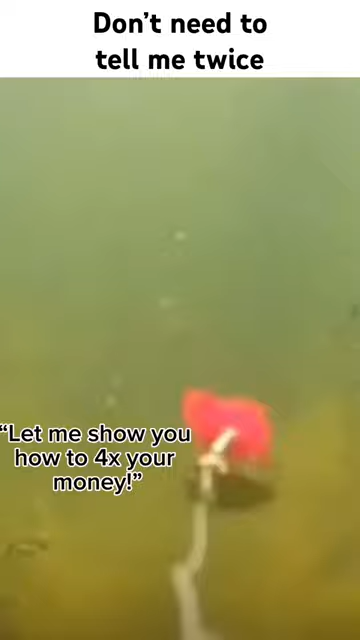 Don’t need to
tell me twice
“Let me show you
how to 4x your
money!”